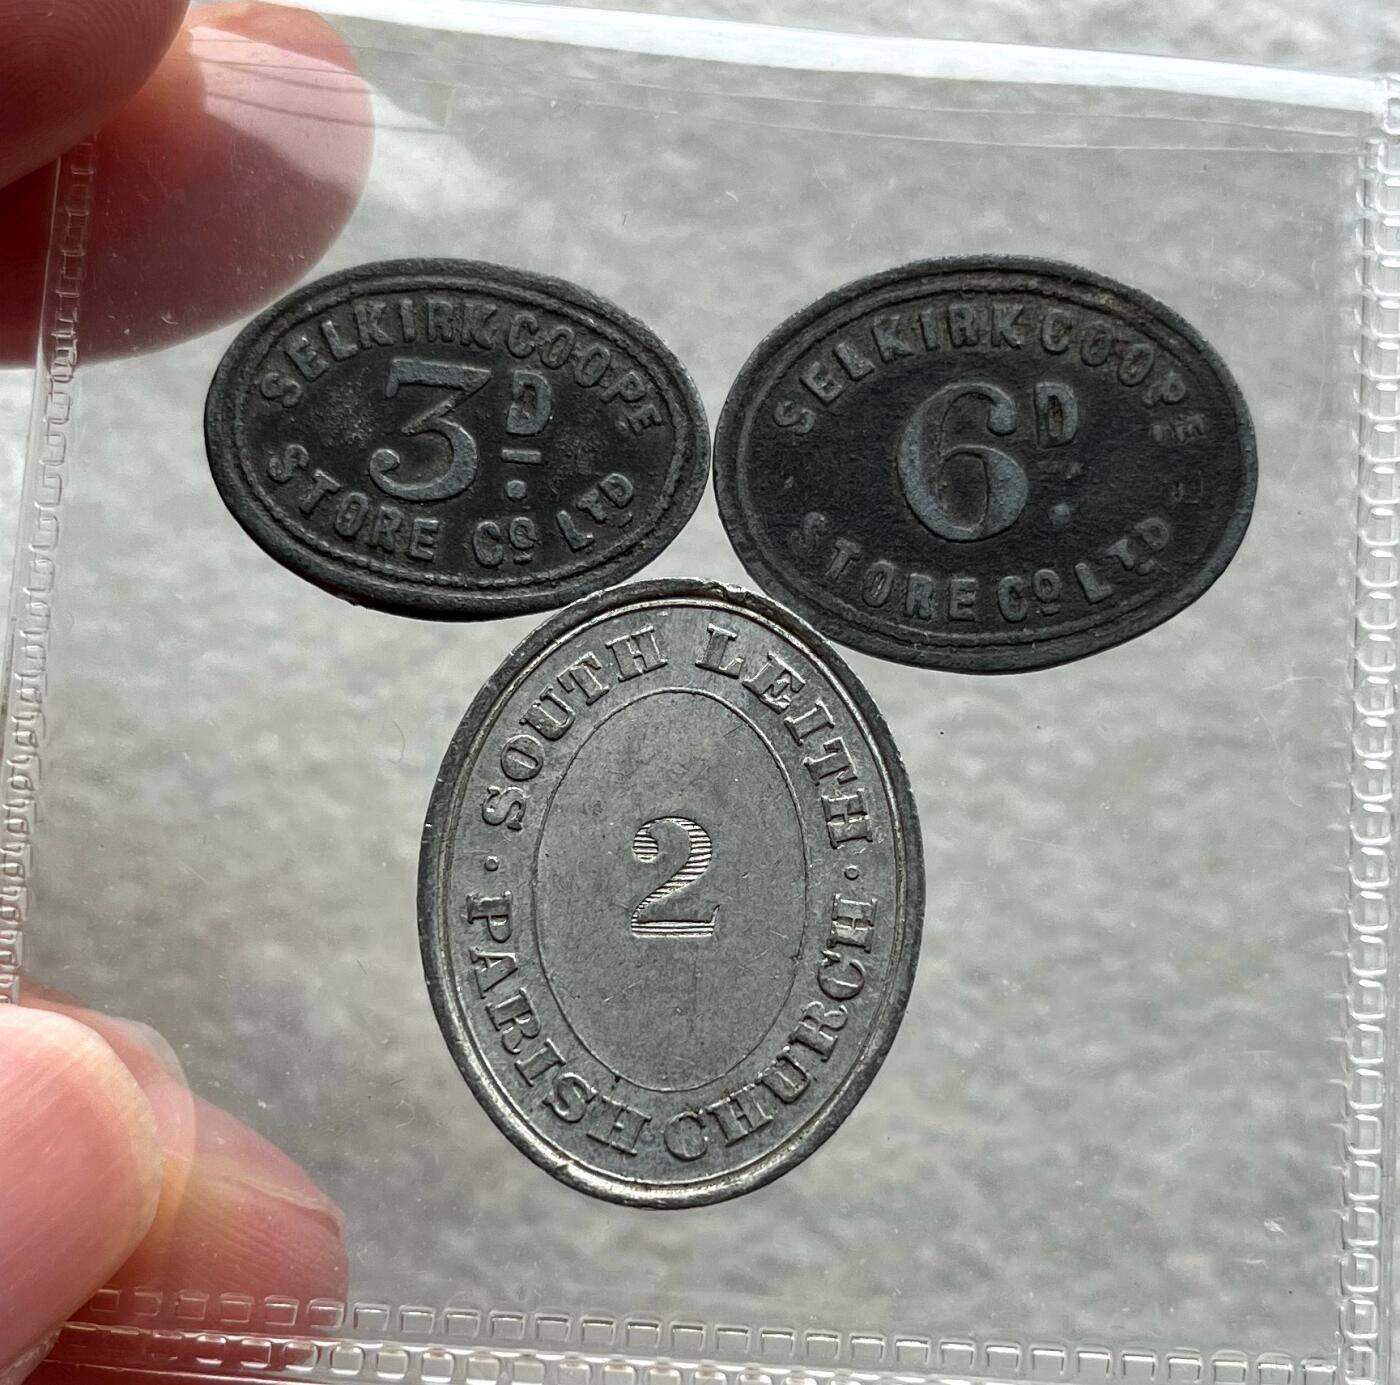 SELKIRK COOPE
3D.
STORE Co LTD
SELKIRK COOPE
6D.
STORE Co LTD
SOUTH LEITH
2
· PARISH CHURCH ·